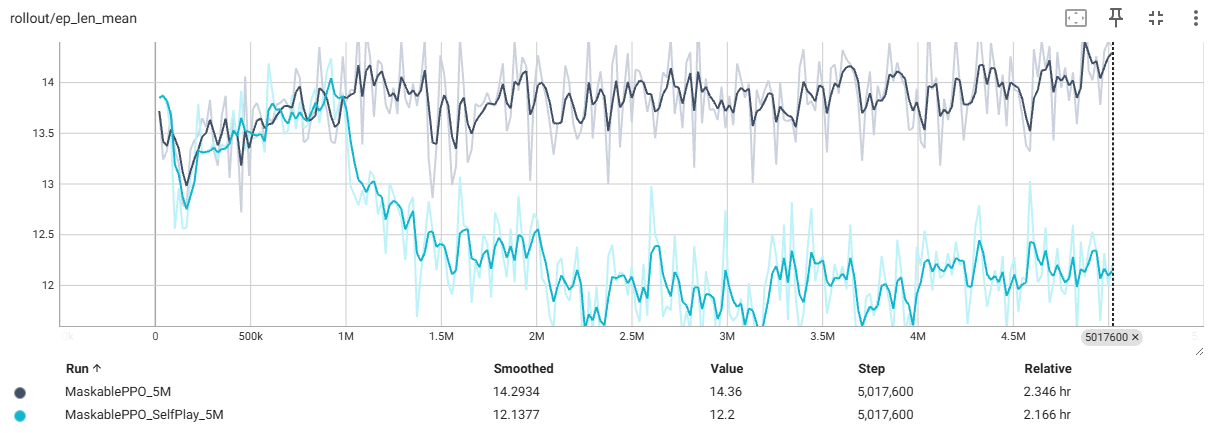 rollout/ep_len_mean
14
13.5
13
12.5
12
0 500k 1M 1.5M 2M 2.5M 3M 3.5M 4M 4.5M 5017600 ×
Run ↑ Smoothed Value Step Relative
MaskablePPO_5M 14.2934 14.36 5,017,600 2.346 hr
MaskablePPO_SelfPlay_5M 12.1377 12.2 5,017,600 2.166 hr